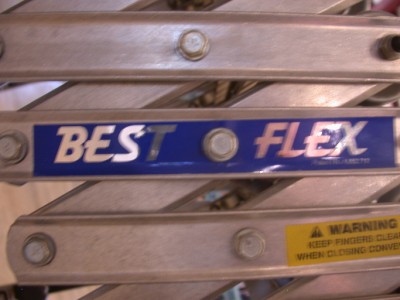 BEST FLEX
WARNING
KEEP FINGERS CLEAR
WHEN CLOSING CONVE